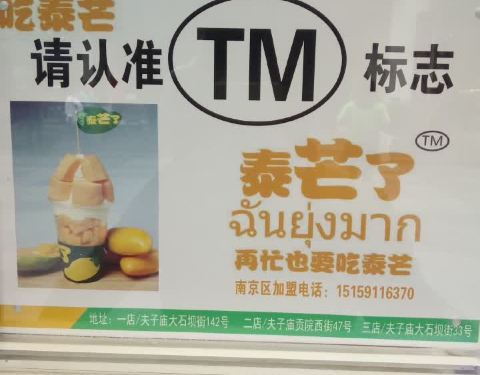 吃泰芒
请认准 TM 标志
泰芒了
泰芒了 TM
ฉันยุ่งมาก
再忙也要吃泰芒
南京区加盟电话：15159116370
地址：一店/夫子庙大石坝街142号 二店/夫子庙贡院西街47号 三店/夫子庙大石坝街33号